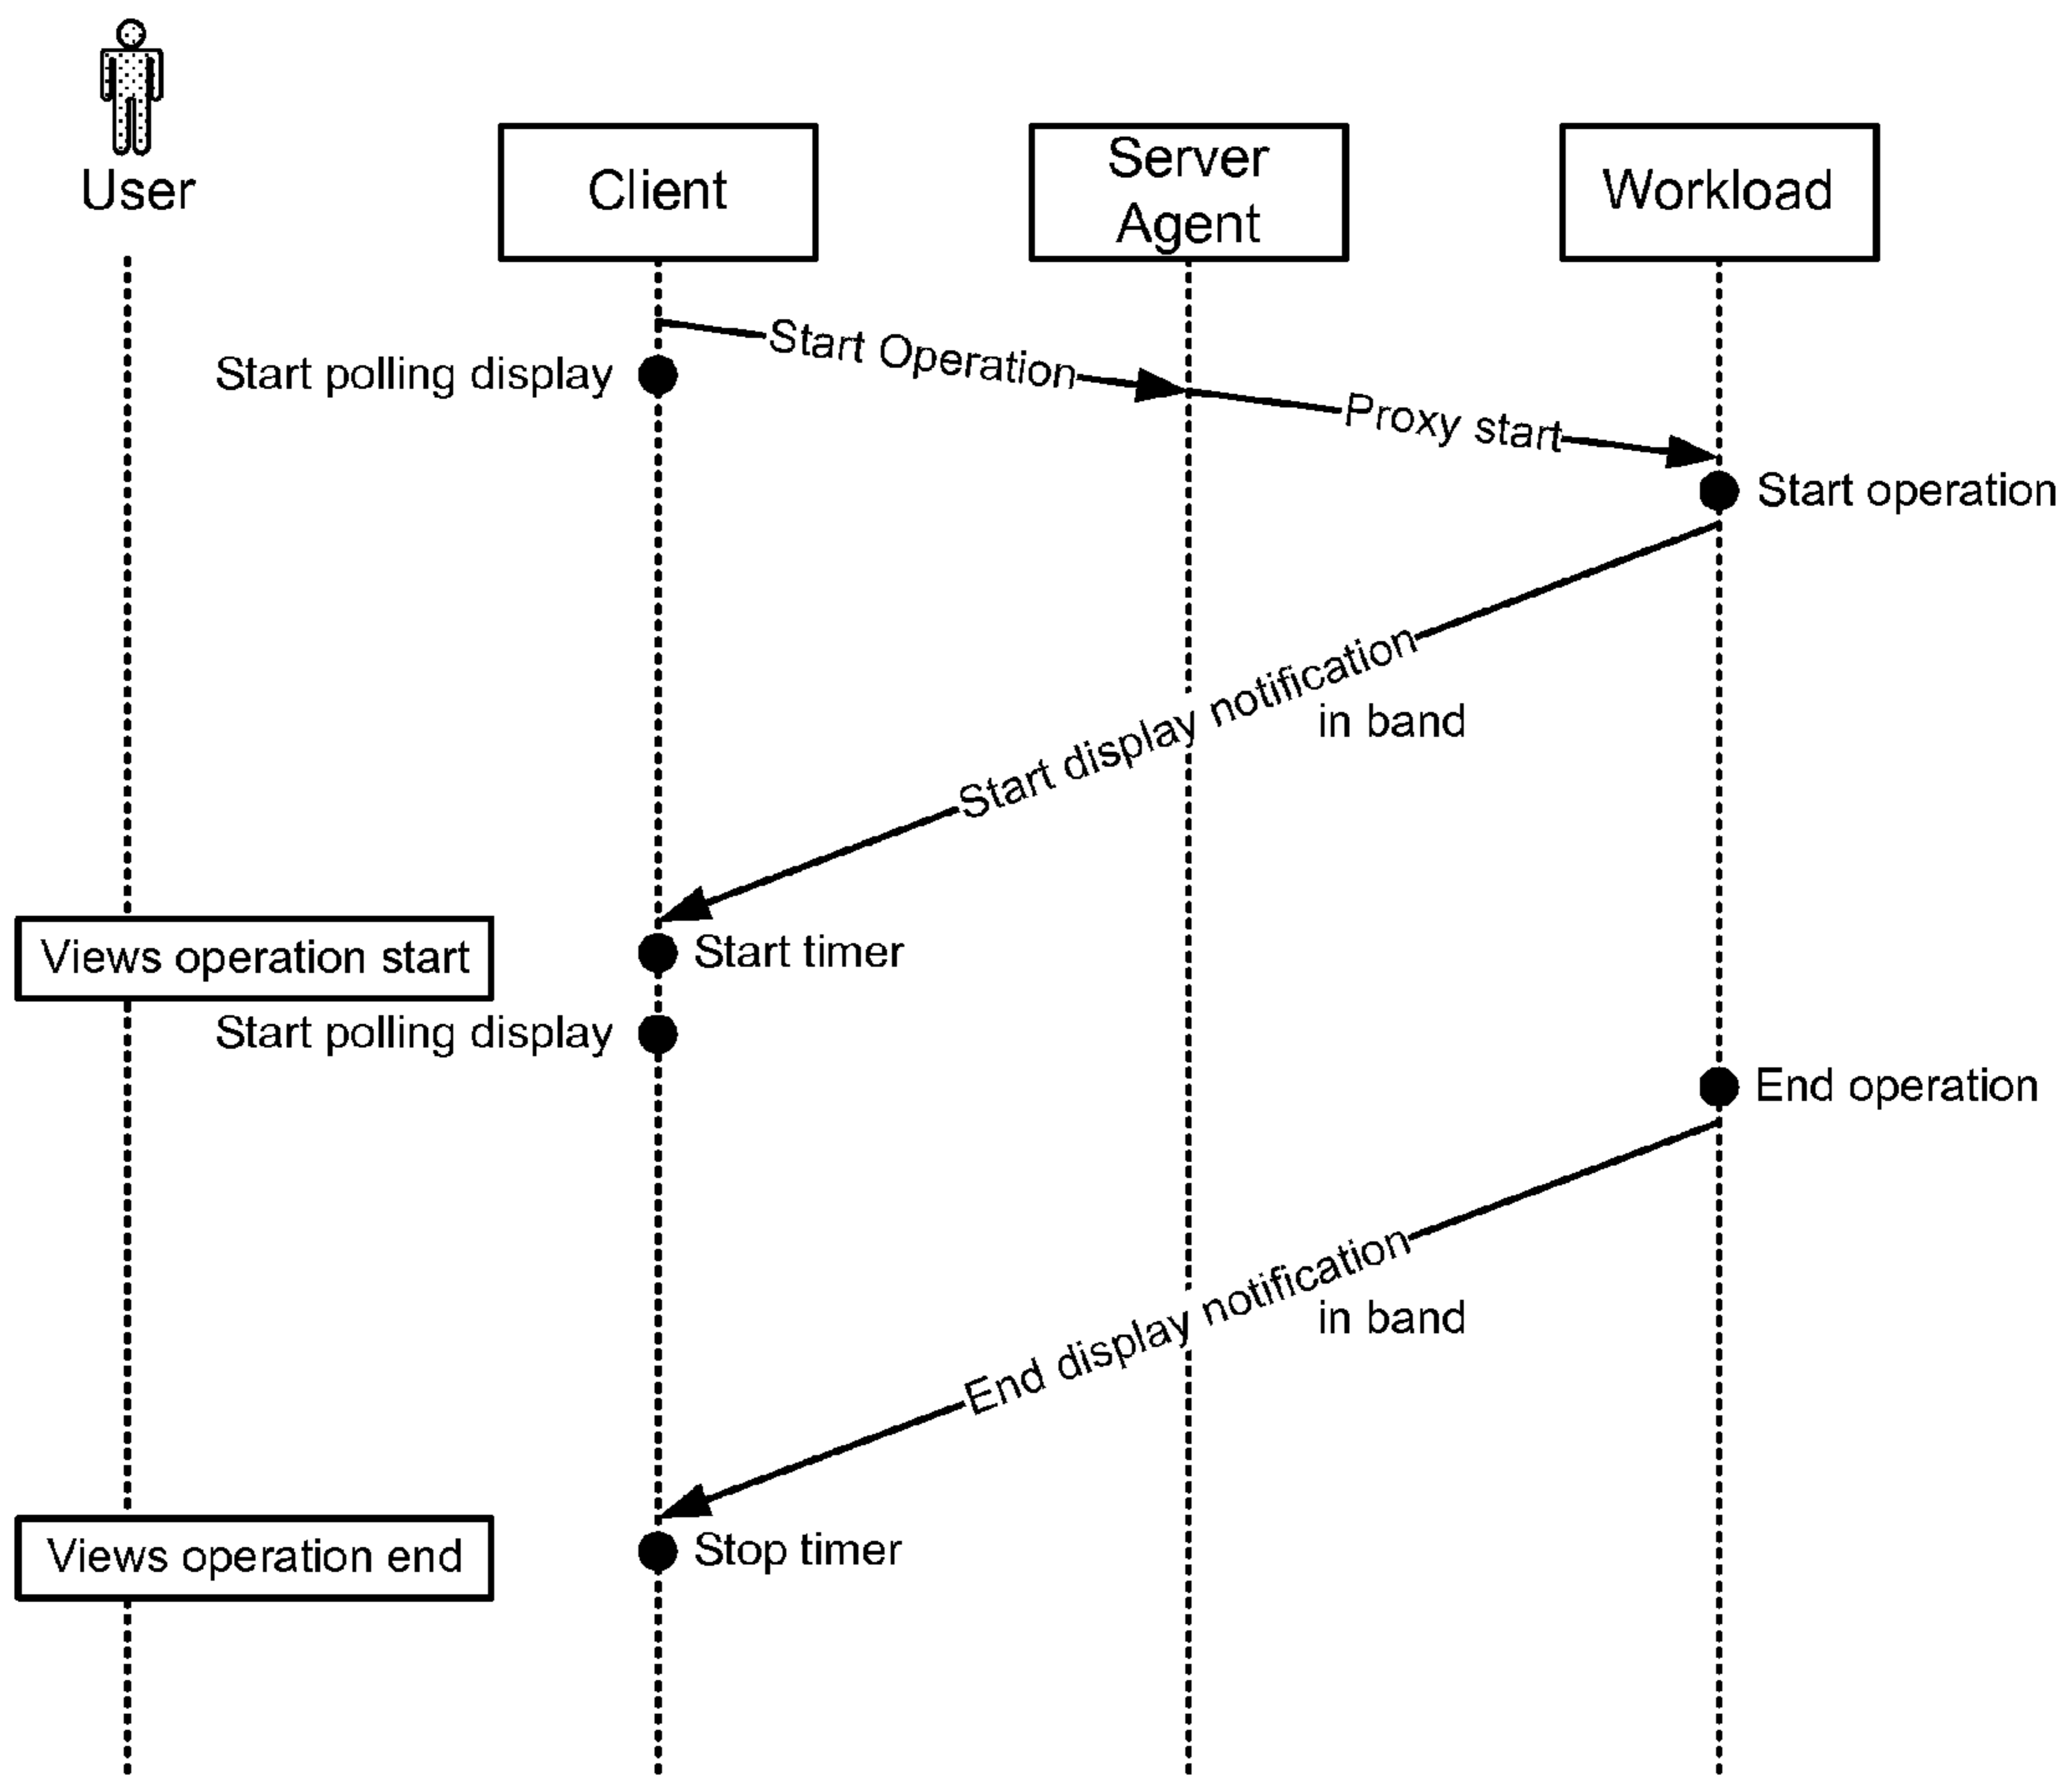 User
Client
Server
Agent
Workload
Start Operation
Start polling display
Proxy start
Start operation
Start display notification
in band
Views operation start
Start timer
Start polling display
End operation
End display notification
in band
Views operation end
Stop timer